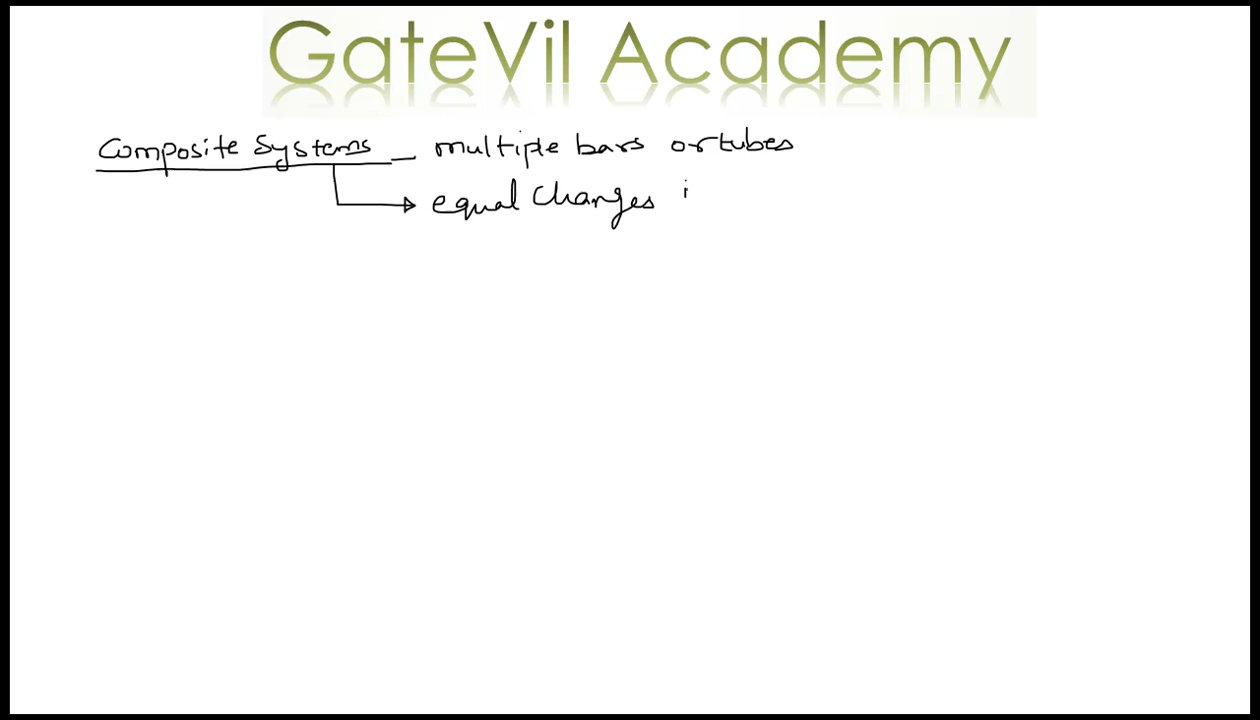 GateVil Academy
Composite Systems - multiple bars or tubes
equal changes i